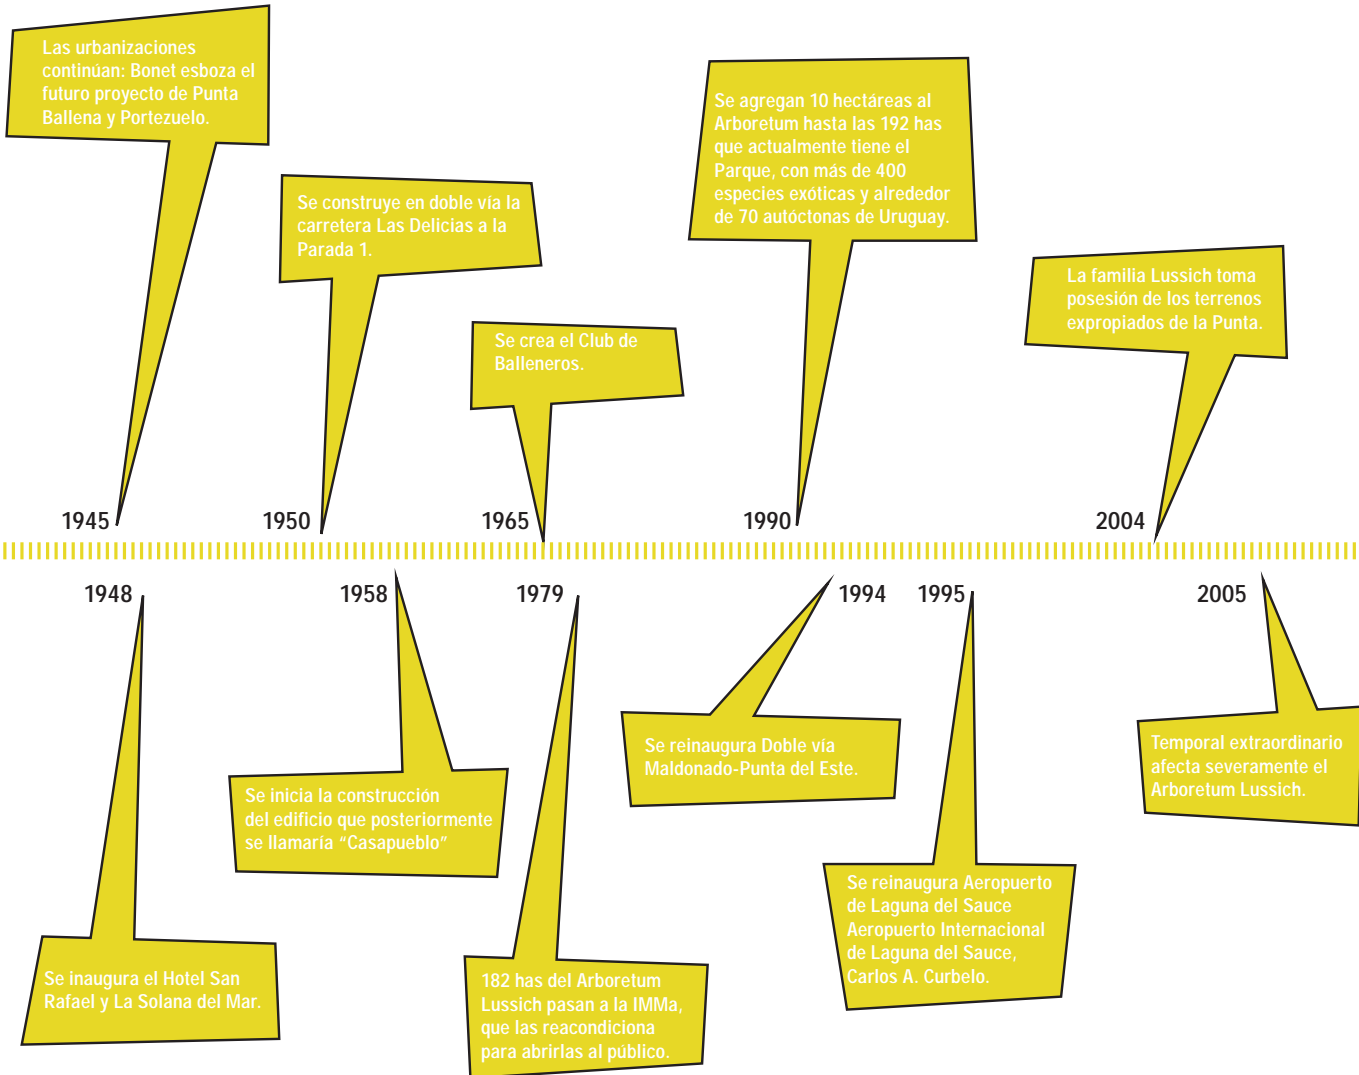 Las urbanizaciones
continúan: Bonet esboza el
futuro proyecto de Punta
Ballena y Portezuelo.
Se construye en doble vía la
carretera Las Delicias a la
Parada 1.
Se crea el Club de
Balleneros.
Se agregan 10 hectáreas al
Arboretum hasta las 192 has
que actualmente tiene el
Parque, con más de 400
especies exóticas y alrededor
de 70 autóctonas de Uruguay.
La familia Lussich toma
posesión de los terrenos
expropiados de la Punta.
1945
1950
1965
1990
2004
1948
1958
1979
1994
1995
2005
Se inaugura el Hotel San
Rafael y La Solana del Mar.
Se inicia la construcción
del edificio que posteriormente
se llamaría “Casapueblo”
182 has del Arboretum
Lussich pasan a la IMMa,
que las reacondiciona
para abrirlas al público.
Se reinaugura Doble vía
Maldonado-Punta del Este.
Se reinaugura Aeropuerto
de Laguna del Sauce
Aeropuerto Internacional
de Laguna del Sauce,
Carlos A. Curbelo.
Temporal extraordinario
afecta severamente el
Arboretum Lussich.